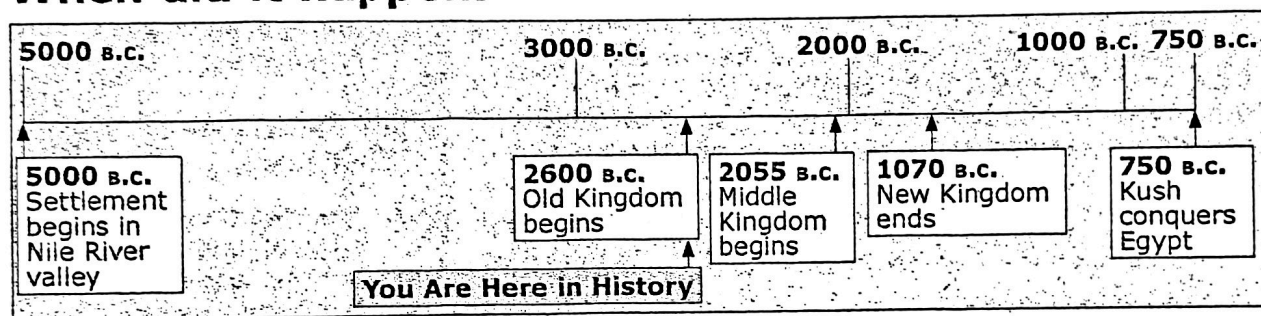 5000 B.C.
3000 B.C.
2000 B.C.
1000 B.C.
750 B.C.
5000 B.C.
Settlement
begins in
Nile River
valley
2600 B.C.
Old Kingdom
begins
2055 B.C.
Middle
Kingdom
begins
1070 B.C.
New Kingdom
ends
750 B.C.
Kush
conquers
Egypt
You Are Here in History